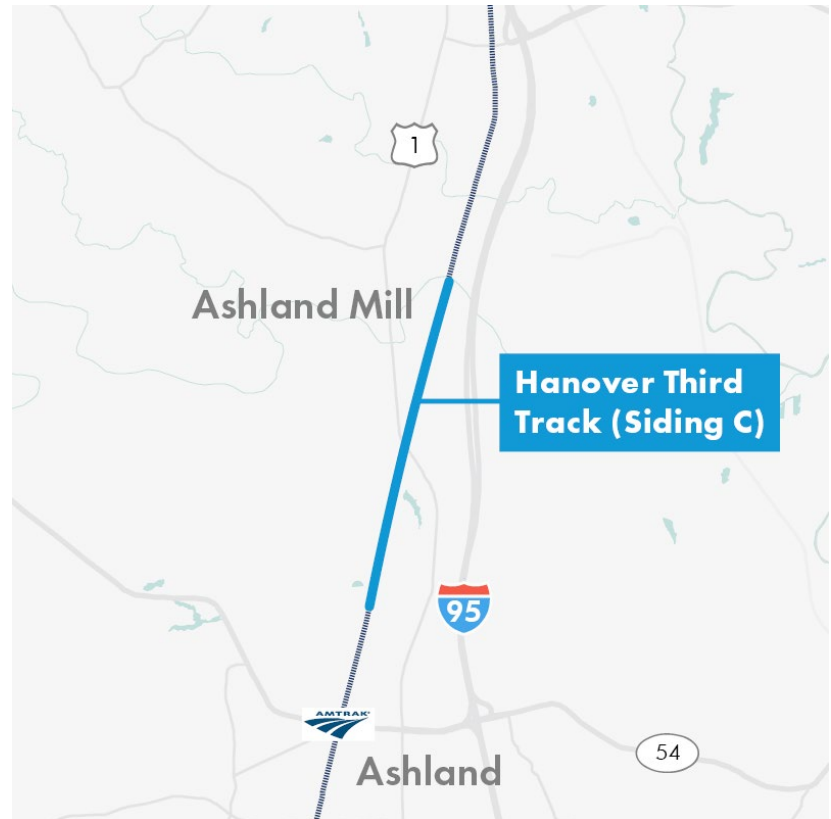 1
Ashland Mill
Hanover Third
Track (Siding C)
95
AMTRAK
54
Ashland